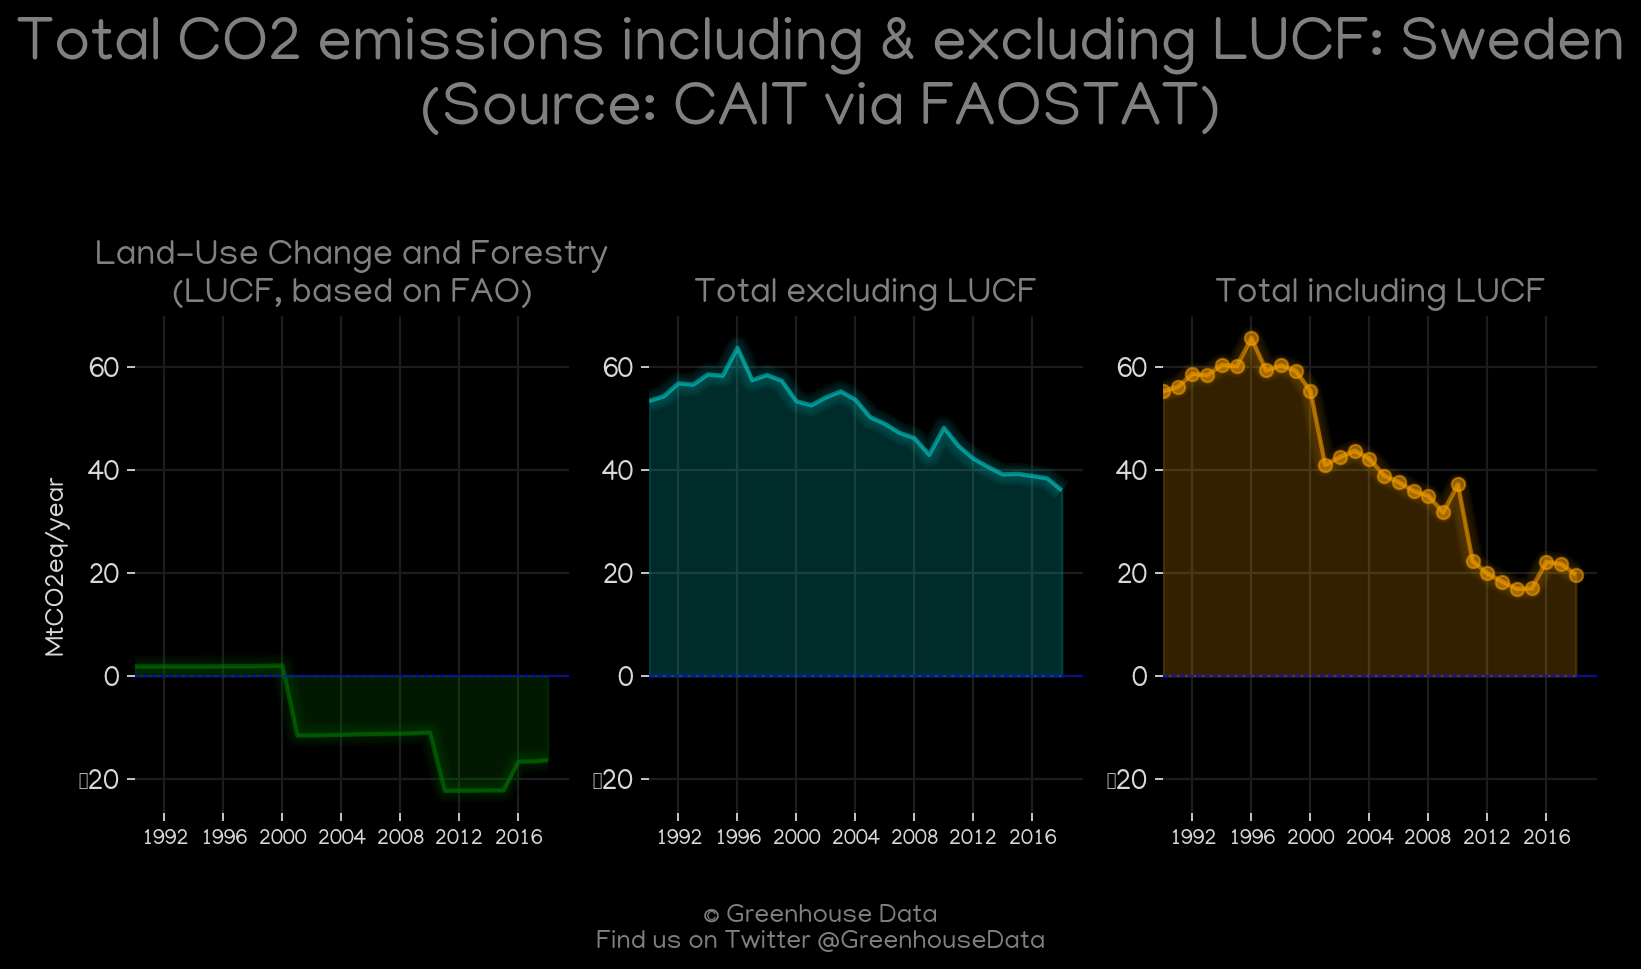 Total CO2 emissions including & excluding LUCF: Sweden
(Source: CAIT via FAOSTAT)
Land-Use Change and Forestry
(LUCF, based on FAO)
Total excluding LUCF
Total including LUCF
MtCO2eq/year
60
40
20
0
▯20
1992 1996 2000 2004 2008 2012 2016
60
40
20
0
▯20
1992 1996 2000 2004 2008 2012 2016
60
40
20
0
▯20
1992 1996 2000 2004 2008 2012 2016
© Greenhouse Data
Find us on Twitter @GreenhouseData